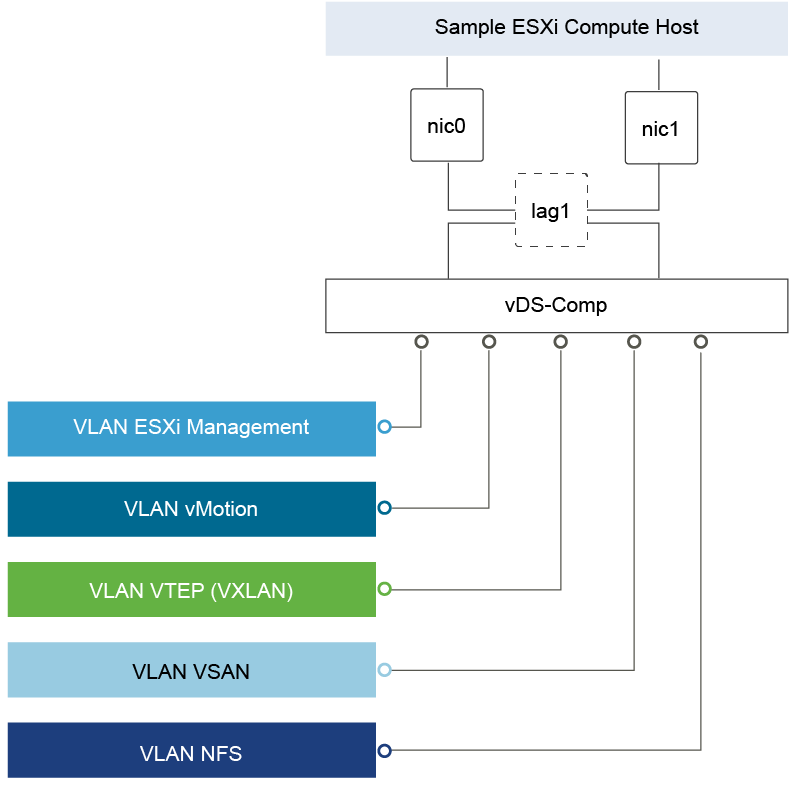 Sample ESXi Compute Host
nic0
nic1
lag1
vDS-Comp
VLAN ESXi Management
VLAN vMotion
VLAN VTEP (VXLAN)
VLAN VSAN
VLAN NFS